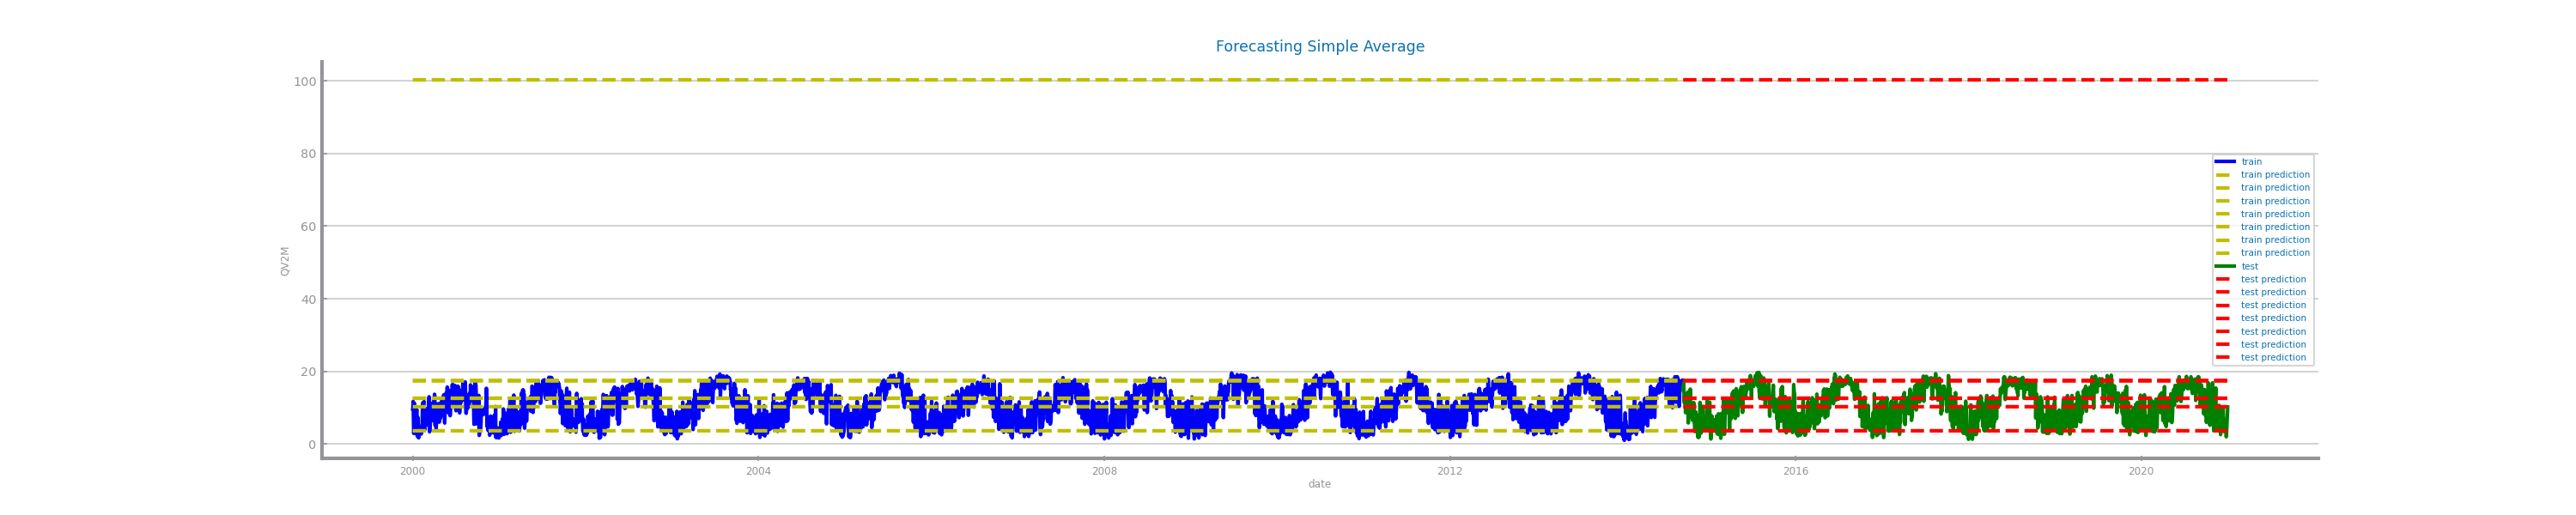 Forecasting Simple Average
100
80
60
40
20
0
QV2M
train
train prediction
train prediction
train prediction
train prediction
train prediction
train prediction
train prediction
test
test prediction
test prediction
test prediction
test prediction
test prediction
test prediction
test prediction
2000
2004
2008
2012
2016
2020
date